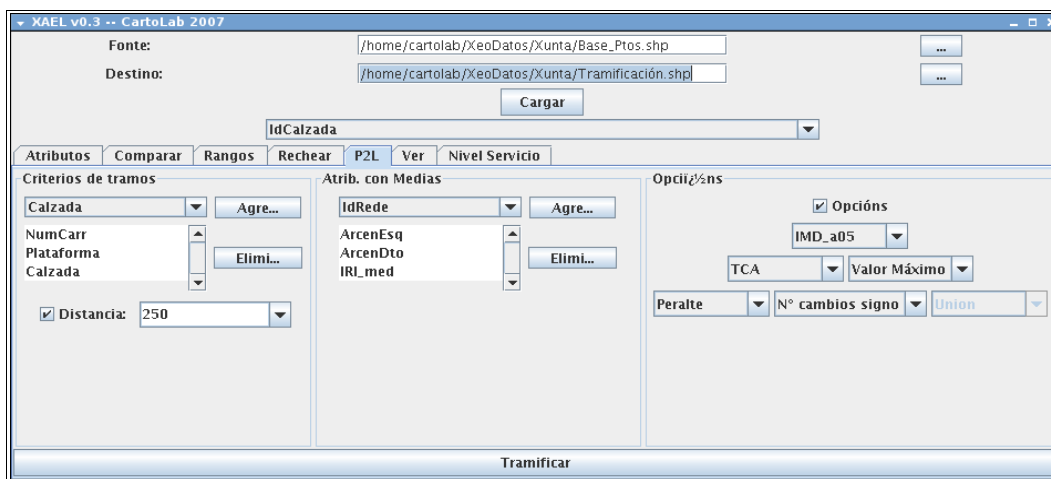 XAEL v0.3 -- CartoLab 2007
Fonte: /home/cartolab/XeoDatos/Xunta/Base_Ptos.shp ...
Destino: /home/cartolab/XeoDatos/Xunta/Tramificación.shp ...
Cargar
IdCalzada
Atributos Comparar Rangos Rechear P2L Ver Nivel Servicio
Criterios de tramos
Calzada Agre...
NumCarr
Plataforma
Calzada
Elimi...
Distancia: 250
Atrib. con Medias
IdRede Agre...
ArcenEsq
ArcenDto
IRI_med
Elimi...
Opciï¿½ns
Opcións
IMD_a05
TCA Valor Máximo
Peralte N° cambios signo Union
Tramificar